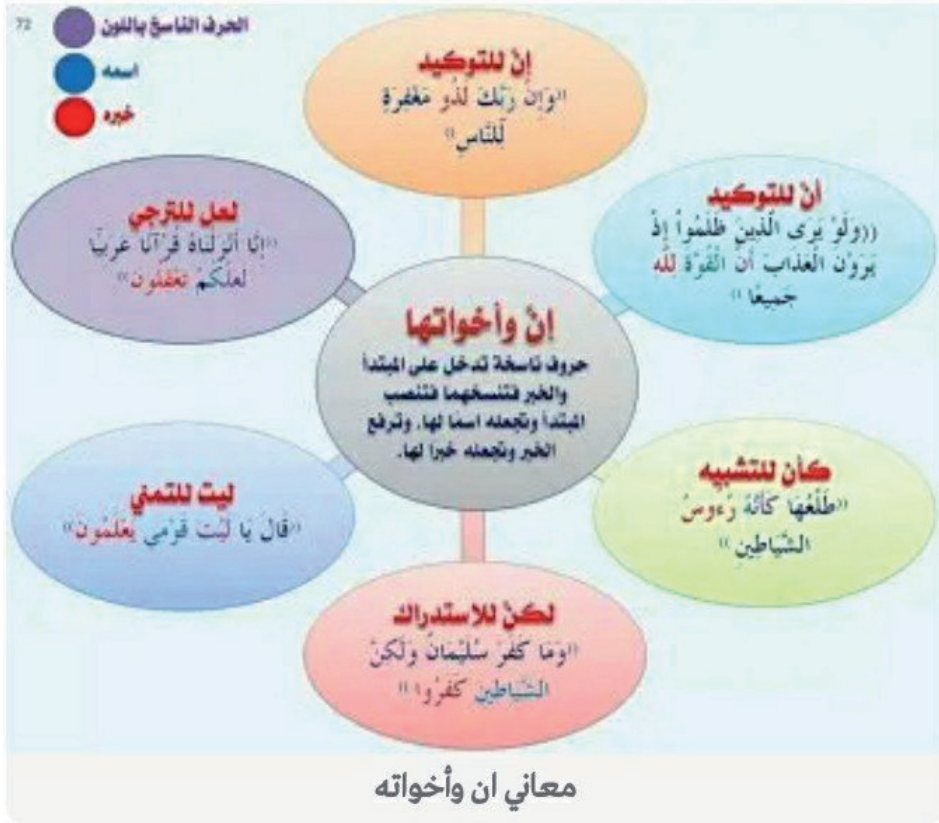 72
الحرف الناسخ باللون
اسمه
خبره
إنّ للتوكيد
"وَإِنَّ رَبَّكَ لَذُو مَغْفِرَةٍ
لِّلنَّاسِ"
أن للتوكيد
((وَلَوْ يَرَى الَّذِينَ ظَلَمُواْ إِذْ
يَرَوْنَ الْعَذَابَ أَنَّ الْقُوَّةَ لِلَّهِ
جَمِيعًا"
لعل للترجي
"إِنَّا أَنْزَلْنَاهُ قُرْآنًا عَرَبِيًّا
لَعَلَّكُمْ تَعْقِلُونَ"
إنّ وأخواتها
حروف ناسخة تدخل على المبتدأ
والخبر فتنسخهما فتنصب
المبتدأ وتجعله اسمًا لها، وترفع
الخبر وتجعله خبرا لها.
كأن للتشبيه
"طَلْعُهَا كَأَنَّهُ رُءُوسُ
الشَّيَاطِينِ"
ليت للتمني
"قَالَ يَا لَيْتَ قَوْمِي يَعْلَمُونَ"
لكنّ للاستدراك
"وَمَا كَفَرَ سُلَيْمَانُ وَلَكِنَّ
الشَّيَاطِينَ كَفَرُوا"
معاني ان وأخواته